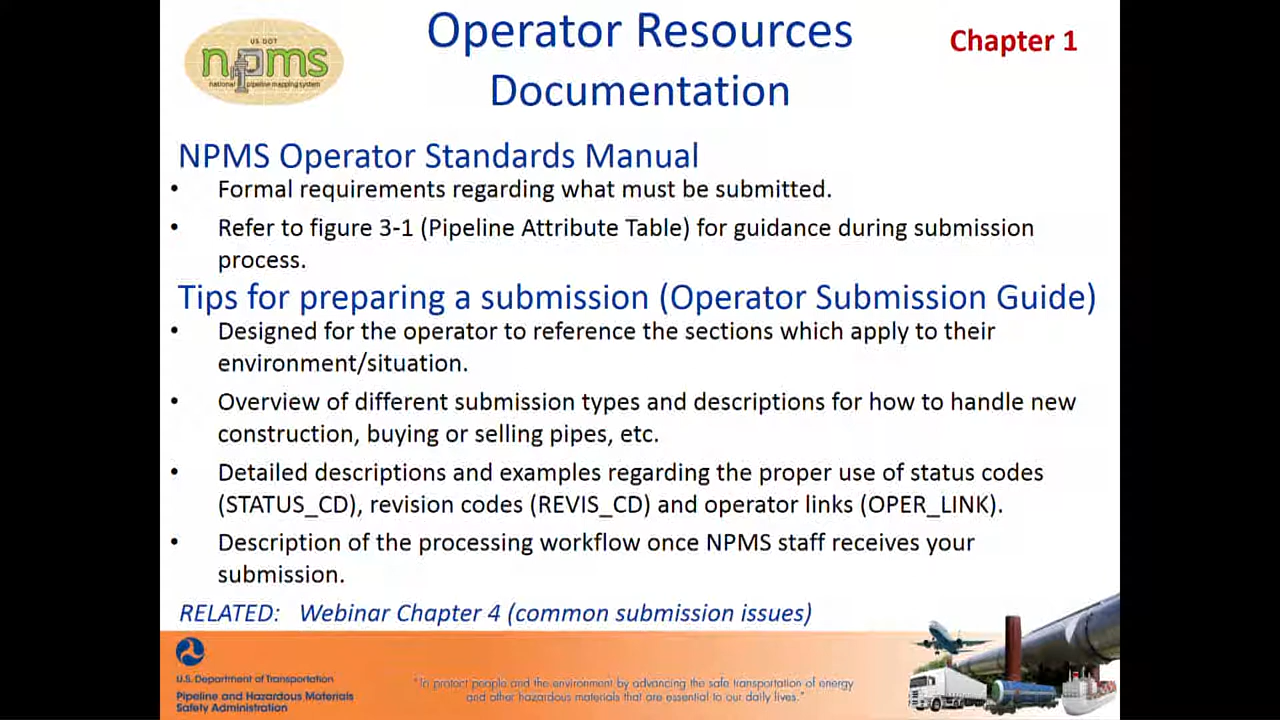 US DOT
npms
national pipeline mapping system
Operator Resources
Documentation
Chapter 1
NPMS Operator Standards Manual
• Formal requirements regarding what must be submitted.
• Refer to figure 3-1 (Pipeline Attribute Table) for guidance during submission
process.
Tips for preparing a submission (Operator Submission Guide)
• Designed for the operator to reference the sections which apply to their
environment/situation.
• Overview of different submission types and descriptions for how to handle new
construction, buying or selling pipes, etc.
• Detailed descriptions and examples regarding the proper use of status codes
(STATUS_CD), revision codes (REVIS_CD) and operator links (OPER_LINK).
• Description of the processing workflow once NPMS staff receives your
submission.
RELATED: Webinar Chapter 4 (common submission issues)
U.S. Department of Transportation
Pipeline and Hazardous Materials
Safety Administration
"To protect people and the environment by advancing the safe transportation of energy
and other hazardous materials that are essential to our daily lives."